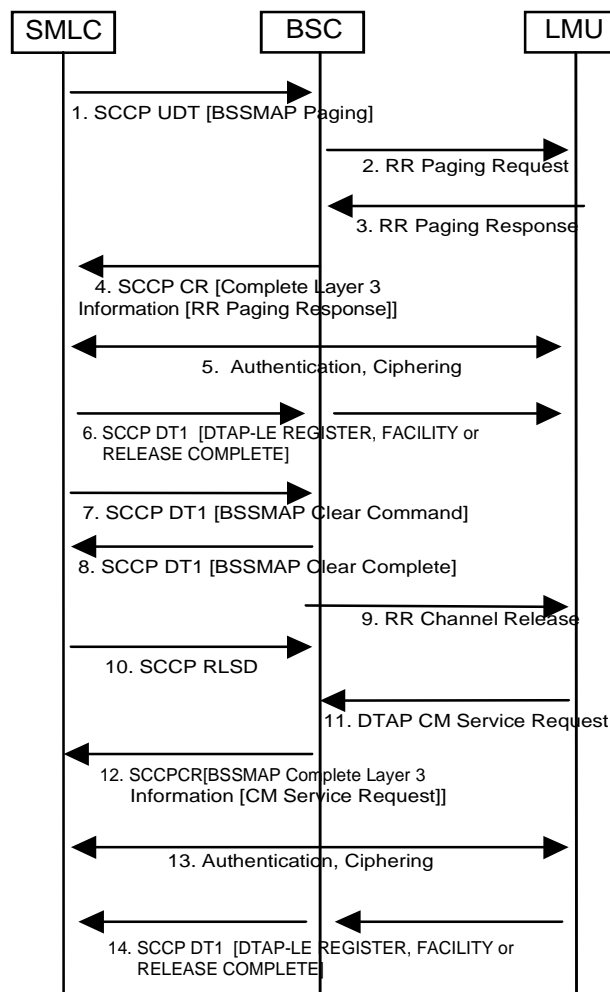 SMLC
BSC
LMU
1. SCCP UDT [BSSMAP Paging]
2. RR Paging Request
3. RR Paging Response
4. SCCP CR [Complete Layer 3
Information [RR Paging Response]]
5. Authentication, Ciphering
6. SCCP DT1 [DTAP-LE REGISTER, FACILITY or
RELEASE COMPLETE]
7. SCCP DT1 [BSSMAP Clear Command]
8. SCCP DT1 [BSSMAP Clear Complete]
9. RR Channel Release
10. SCCP RLSD
11. DTAP CM Service Request
12. SCCPCR[BSSMAP Complete Layer 3
Information [CM Service Request]]
13. Authentication, Ciphering
14. SCCP DT1 [DTAP-LE REGISTER, FACILITY or
RELEASE COMPLETE]